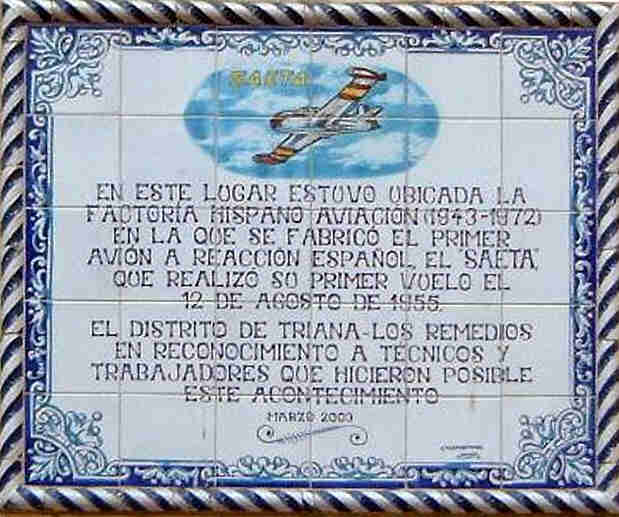 SAETA
EN ESTE LUGAR ESTUVO UBICADA LA
FACTORÍA HISPANO AVIACIÓN (1943-1972)
EN LA QUE SE FABRICÓ EL PRIMER
AVIÓN A REACCIÓN ESPAÑOL, EL "SAETA",
QUE REALIZÓ SU PRIMER VUELO EL
12 DE AGOSTO DE 1955.
EL DISTRITO DE TRIANA-LOS REMEDIOS
EN RECONOCIMIENTO A TÉCNICOS Y
TRABAJADORES QUE HICIERON POSIBLE
ESTE ACONTECIMIENTO
MARZO 2003